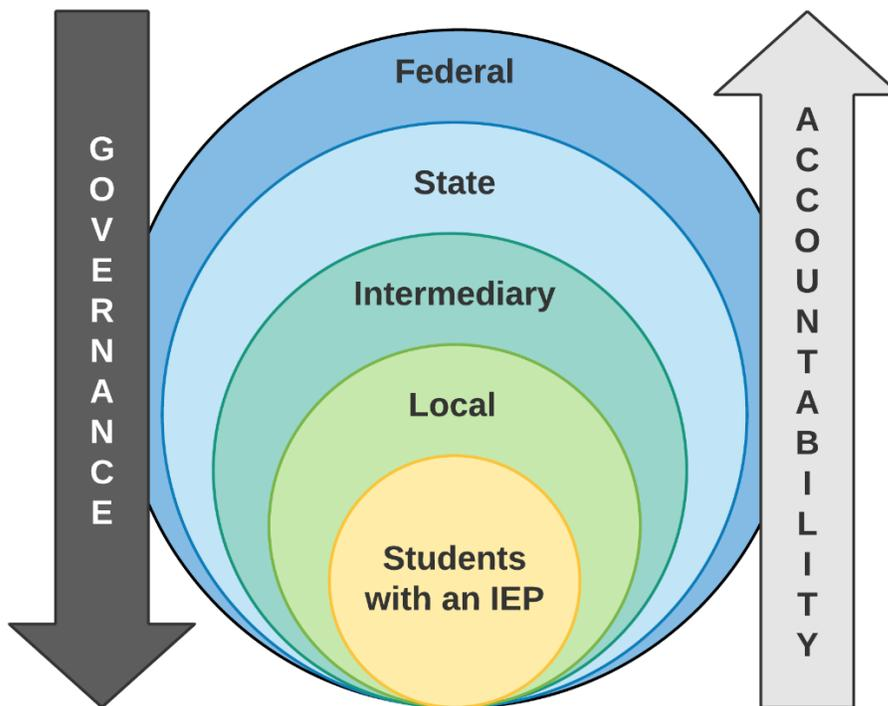 Federal
State
Intermediary
Local
Students
with an IEP
GOVERNANCE
ACCOUNTABILITY